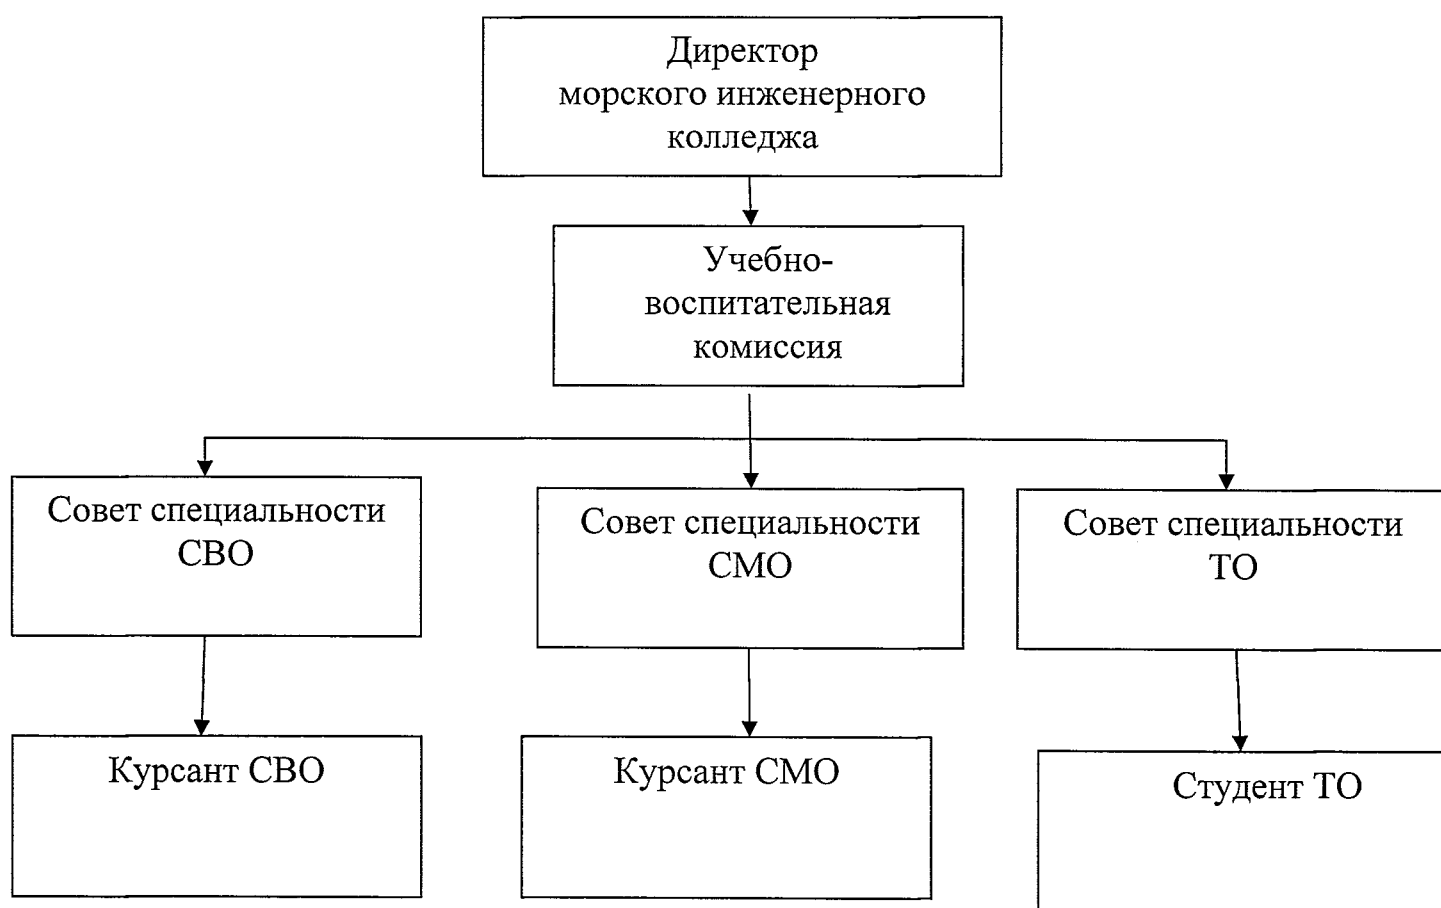 Директор
морского инженерного
колледжа
Учебно-
воспитательная
комиссия
Совет специальности
СВО
Совет специальности
СМО
Совет специальности
ТО
Курсант СВО
Курсант СМО
Студент ТО